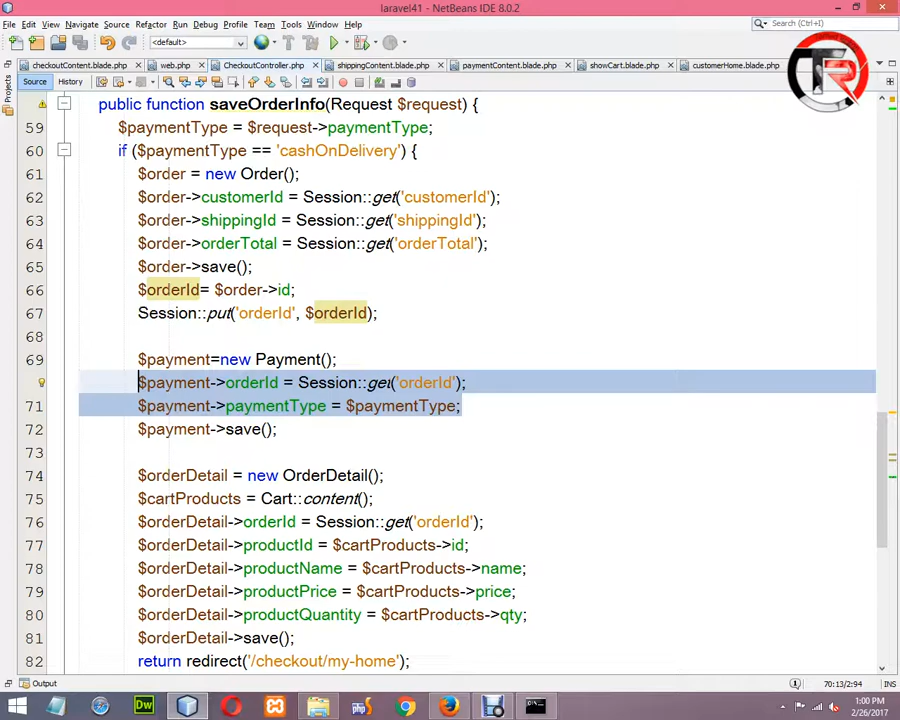 laravel41 - NetBeans IDE 8.0.2
File Edit View Navigate Source Refactor Run Debug Profile Team Tools Window Help
<default> Search (Ctrl+I)
checkoutContent.blade.php web.php CheckoutController.php shippingContent.blade.php paymentContent.blade.php showCart.blade.php customerHome.blade.php
Source History
TR
Projects
public function saveOrderInfo(Request $request) {
59 $paymentType = $request->paymentType;
60 if ($paymentType == 'cashOnDelivery') {
61 $order = new Order();
62 $order->customerId = Session::get('customerId');
63 $order->shippingId = Session::get('shippingId');
64 $order->orderTotal = Session::get('orderTotal');
65 $order->save();
66 $orderId= $order->id;
67 Session::put('orderId', $orderId);
68
69 $payment=new Payment();
$payment->orderId = Session::get('orderId');
71 $payment->paymentType = $paymentType;
72 $payment->save();
73
74 $orderDetail = new OrderDetail();
75 $cartProducts = Cart::content();
76 $orderDetail->orderId = Session::get('orderId');
77 $orderDetail->productId = $cartProducts->id;
78 $orderDetail->productName = $cartProducts->name;
79 $orderDetail->productPrice = $cartProducts->price;
80 $orderDetail->productQuantity = $cartProducts->qty;
81 $orderDetail->save();
82 return redirect('/checkout/my-home');
Output 70:13/2:94 INS
Dw 1:00 PM
2/26/2017